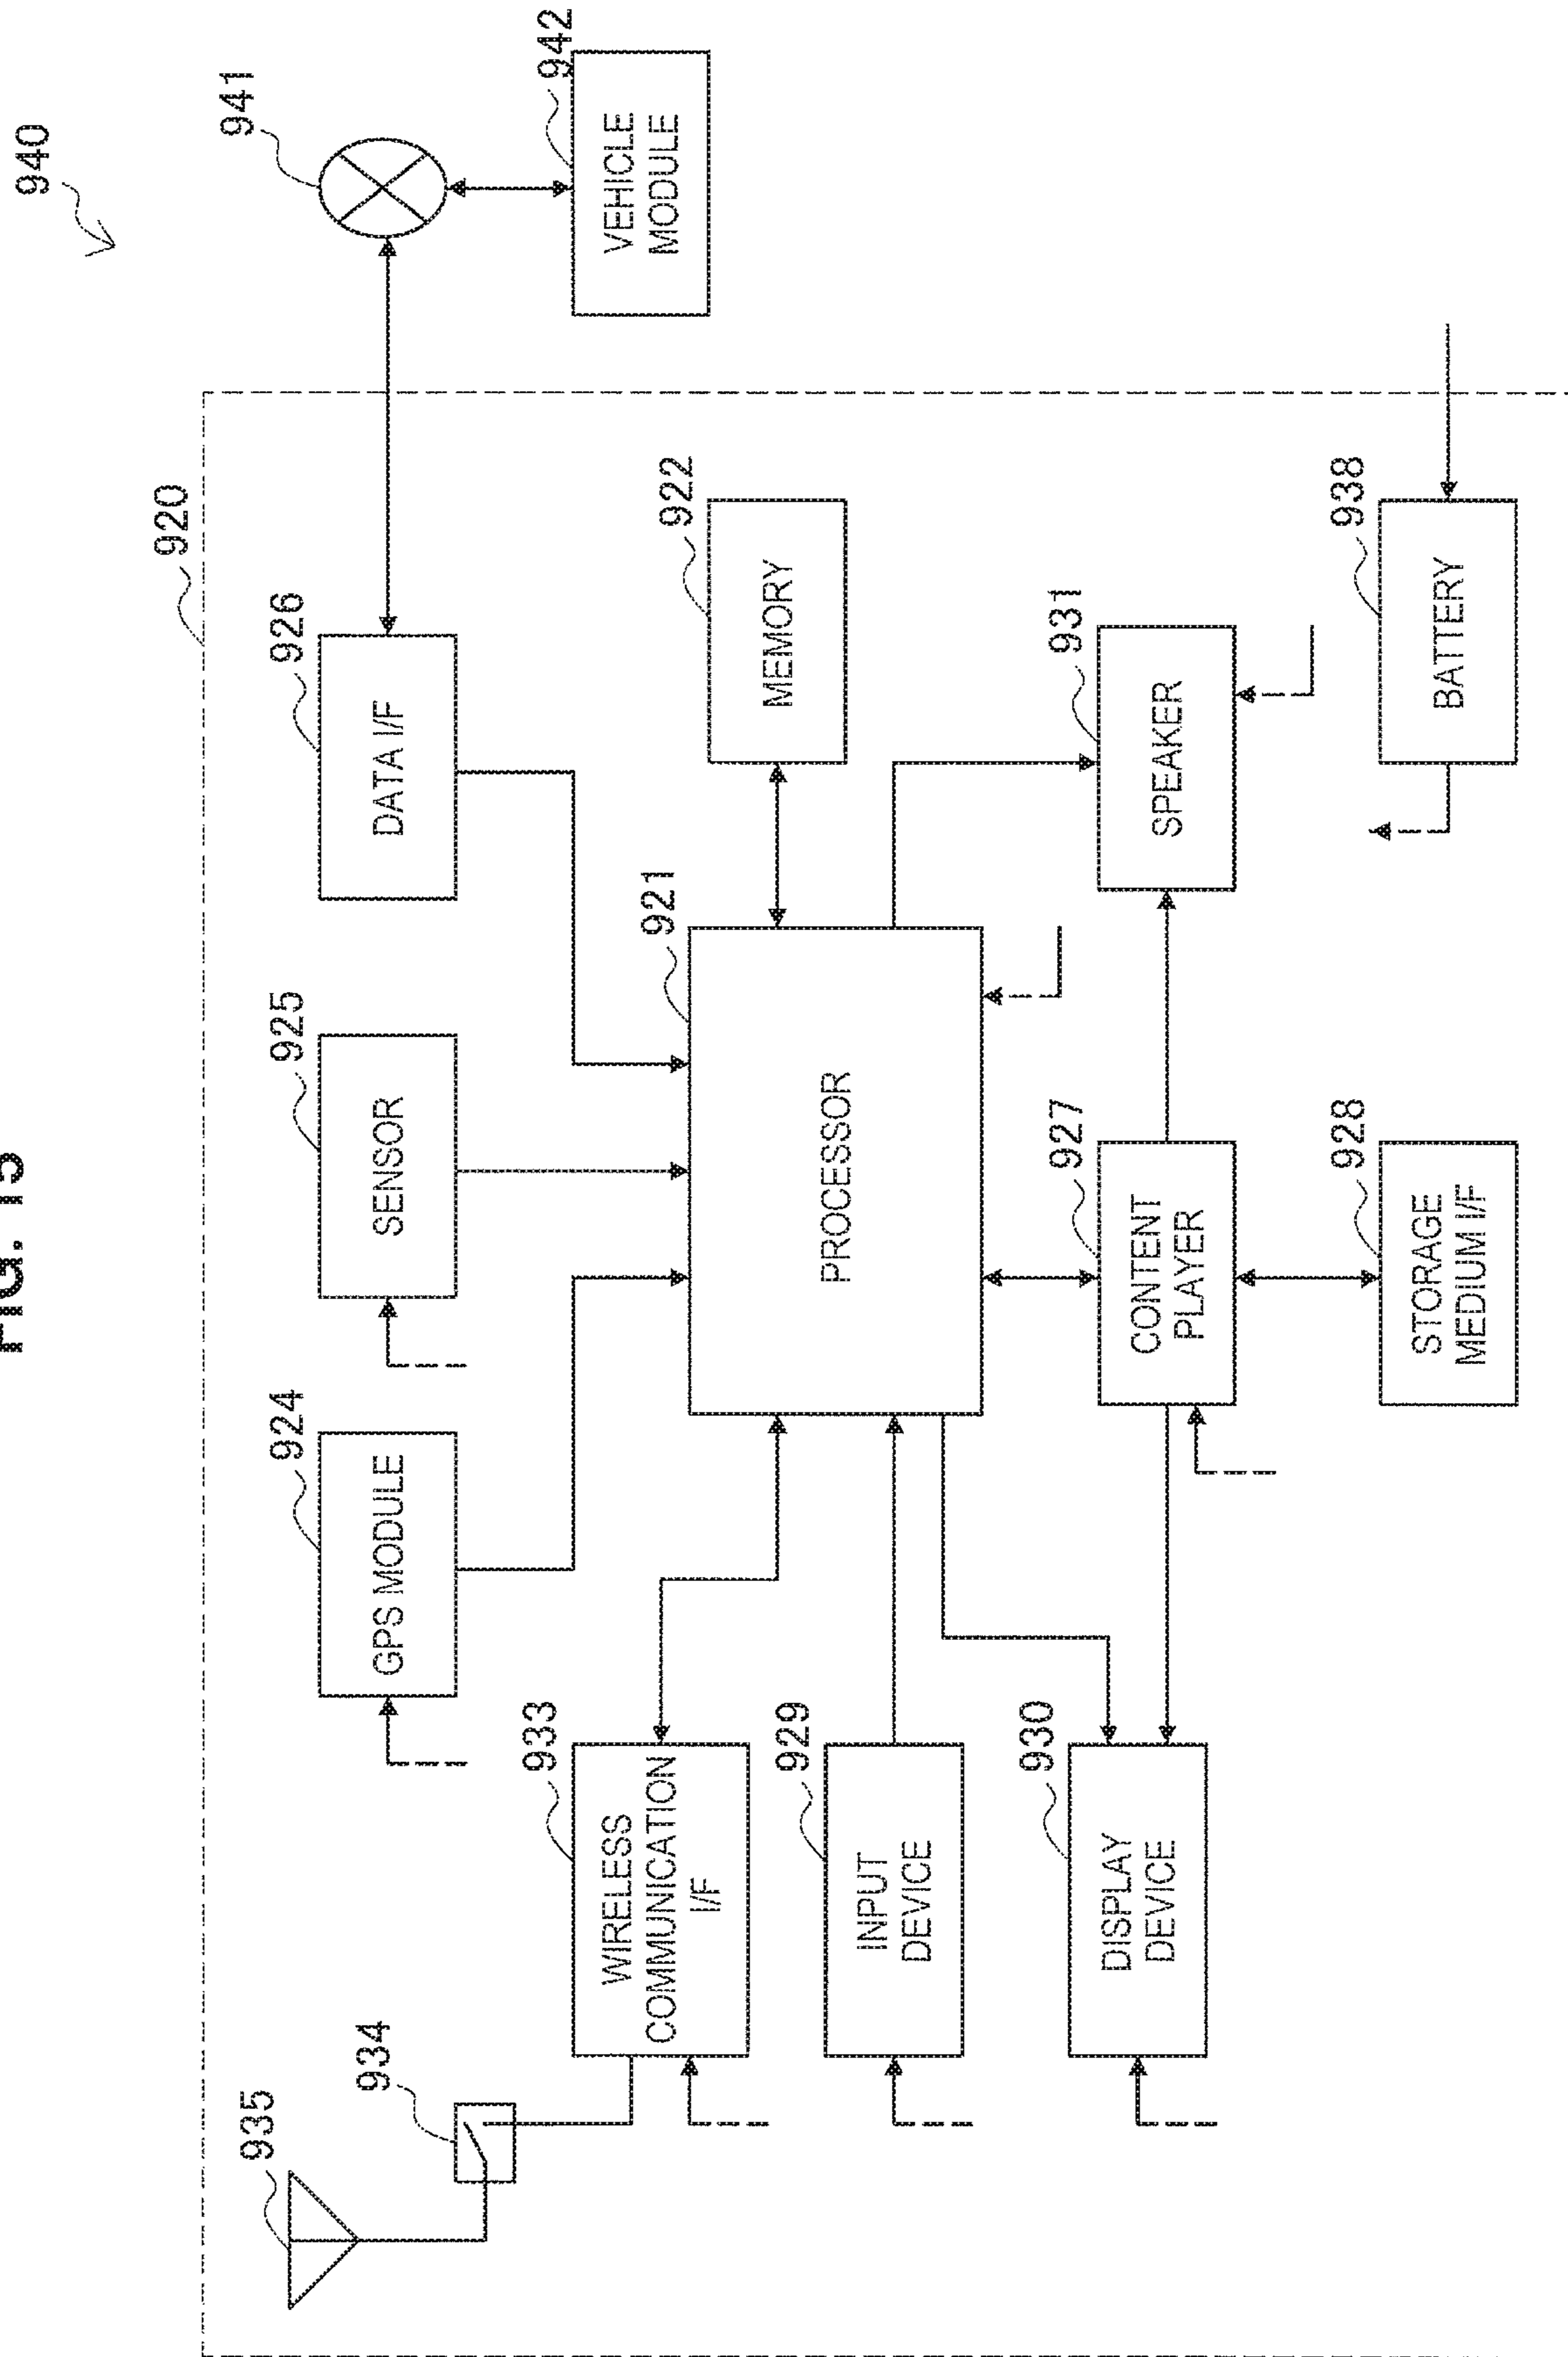 FIG.
940
920
935
924
925
926
941
GPS MODULE
SENSOR
DATA I/F
934
933
942
WIRELESS
COMMUNICATION
I/F
VEHICLE
MODULE
921
922
929
INPUT
DEVICE
PROCESSOR
MEMORY
930
927
931
DISPLAY
DEVICE
CONTENT
PLAYER
SPEAKER
928
938
STORAGE
MEDIUM I/F
BATTERY